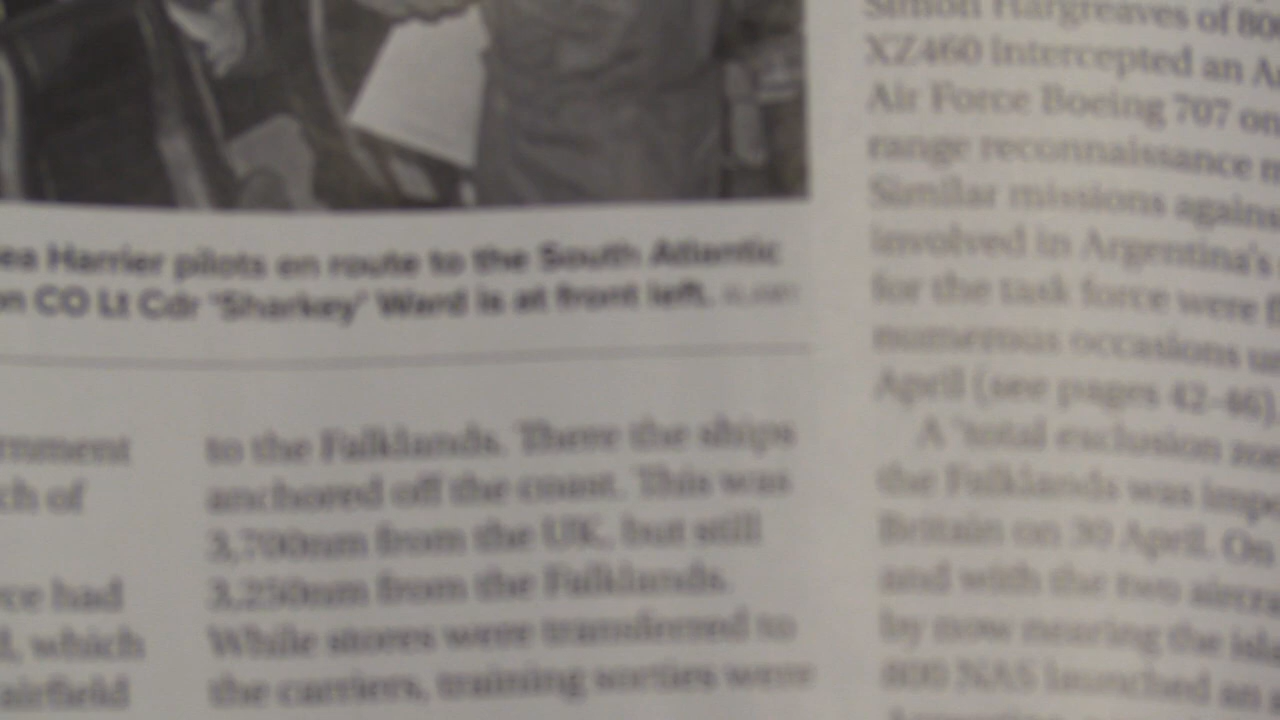 ea Harrier pilots en route to the South Atlantic
on CO Lt Cdr 'Sharkey' Ward is at front left.
rnment
ch of
rce had
d, which
airfield
to the Falklands. There the ships
anchored off the coast. This was
3,700nm from the UK, but still
3,250nm from the Falklands.
While stores were transferred to
the carriers, training sorties were
Simon Hargreaves of 80
XZ460 intercepted an A
Air Force Boeing 707 on
range reconnaissance m
Similar missions agains
involved in Argentina's
for the task force were f
numerous occasions u
April (see pages 42-46)
A 'total exclusion zo
the Falklands was impo
Britain on 30 April. On
and with the two aircra
by now nearing the isla
800 NAS launched an